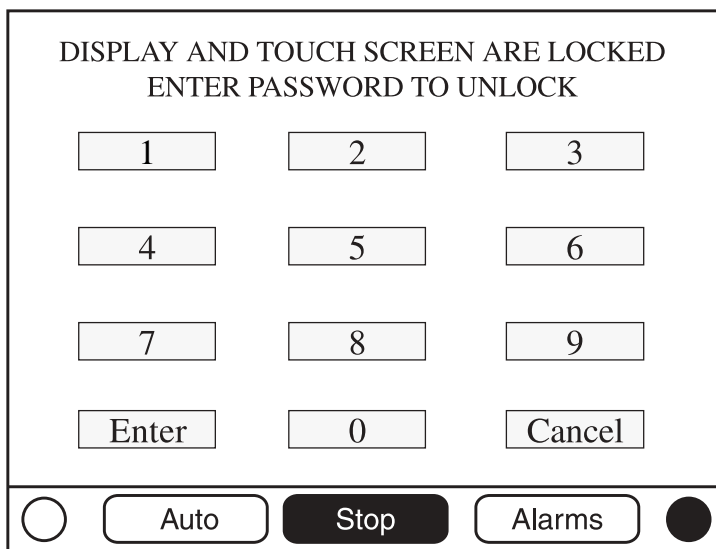 DISPLAY AND TOUCH SCREEN ARE LOCKED
ENTER PASSWORD TO UNLOCK
1 2 3
4 5 6
7 8 9
Enter 0 Cancel
Auto Stop Alarms